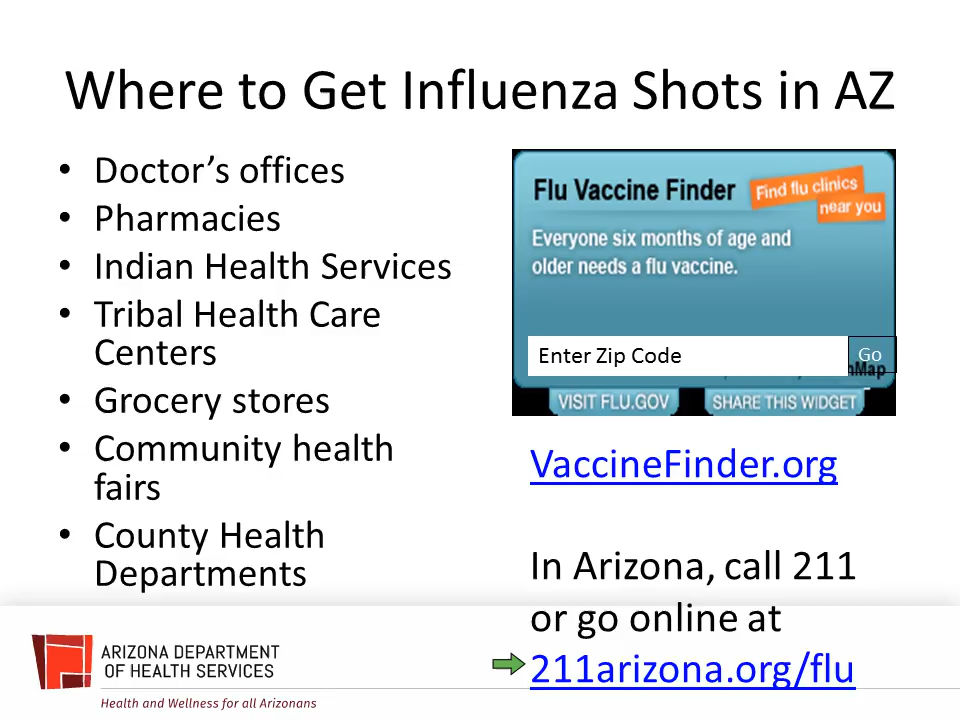 Where to Get Influenza Shots in AZ
• Doctor’s offices
• Pharmacies
• Indian Health Services
• Tribal Health Care
Centers
• Grocery stores
• Community health
fairs
• County Health
Departments
Flu Vaccine Finder
Find flu clinics
near you
Everyone six months of age and
older needs a flu vaccine.
Enter Zip Code
Go
VISIT FLU.GOV
SHARE THIS WIDGET
VaccineFinder.org
In Arizona, call 211
or go online at
211arizona.org/flu
ARIZONA DEPARTMENT
OF HEALTH SERVICES
Health and Wellness for all Arizonans